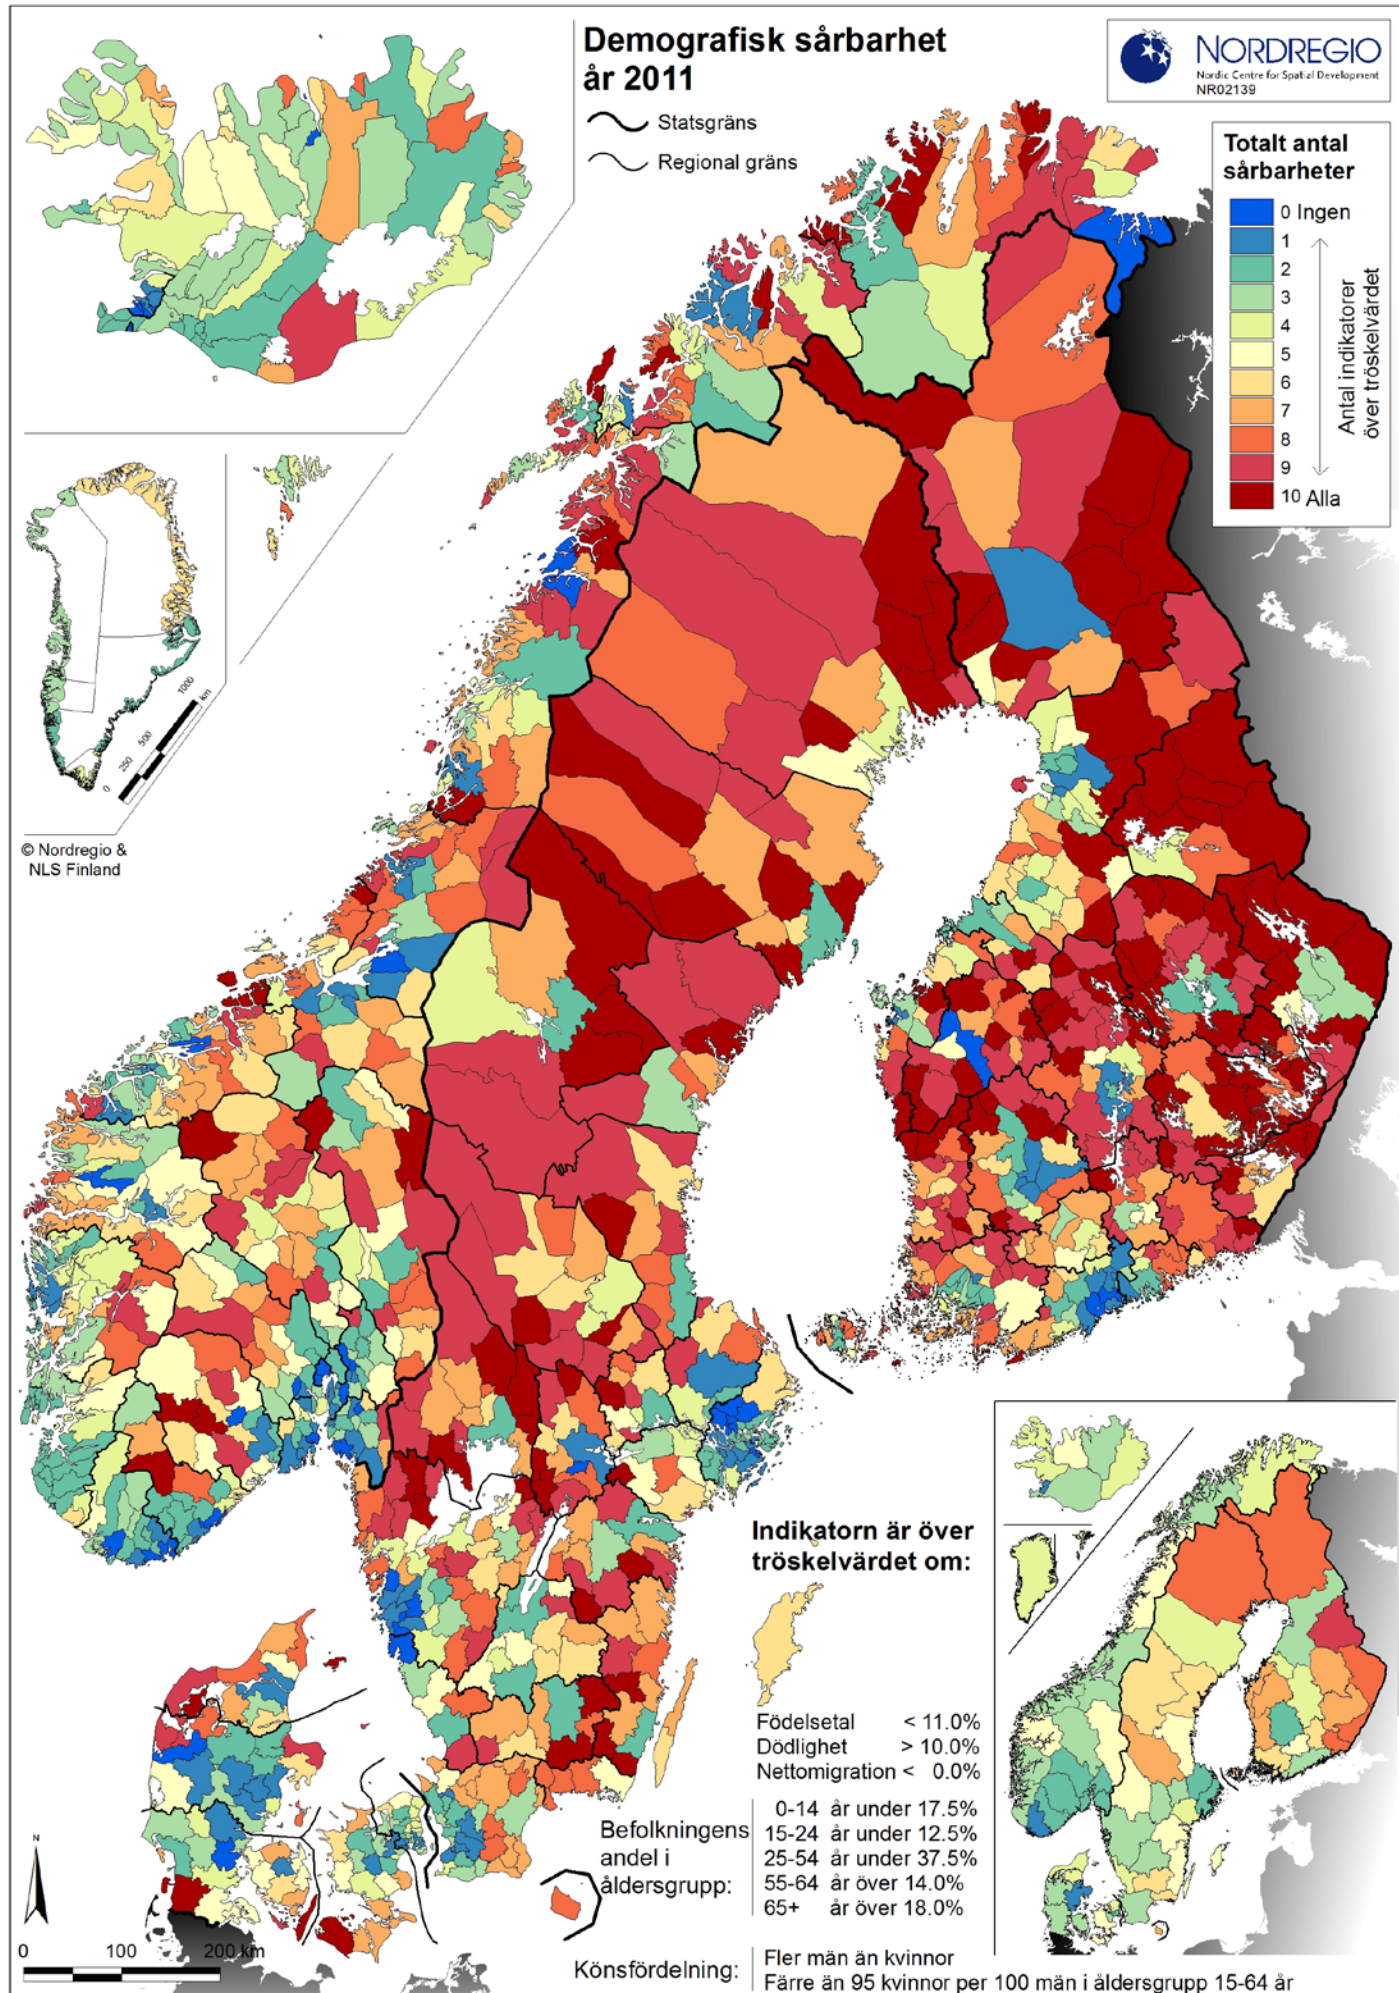 Demografisk sårbarhet
år 2011
Statsgräns
Regional gräns
NORDREGIO
Nordic Centre for Spatial Development
NR02139
Totalt antal
sårbarheter
0 Ingen
1
2
3
4
5
6
7
8
9
10 Alla
Antal indikatorer
över tröskelvärdet
0
250
500
1000
km
© Nordregio &
NLS Finland
Indikatorn är över
tröskelvärdet om:
Födelsetal < 11.0%
Dödlighet > 10.0%
Nettomigration < 0.0%
Befolkningens
andel i
åldersgrupp:
0-14 år under 17.5%
15-24 år under 12.5%
25-54 år under 37.5%
55-64 år över 14.0%
65+ år över 18.0%
Könsfördelning:
Fler män än kvinnor
Färre än 95 kvinnor per 100 män i åldersgrupp 15-64 år
N
0 100 200 km